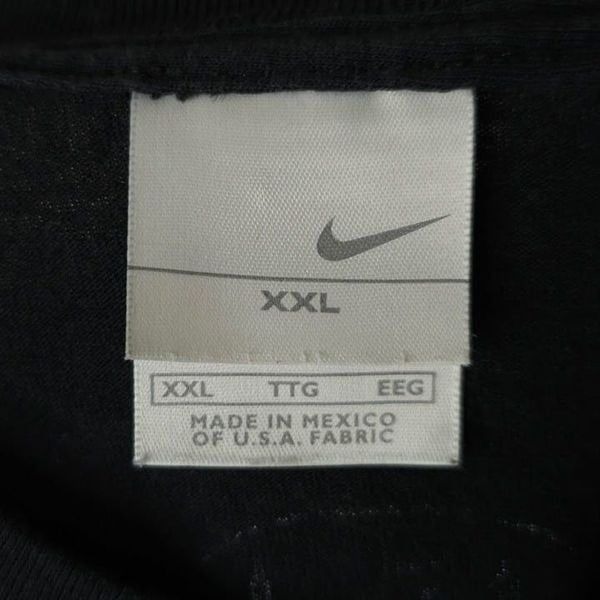 XXL
XXL TTG EEG
MADE IN MEXICO
OF U.S.A. FABRIC